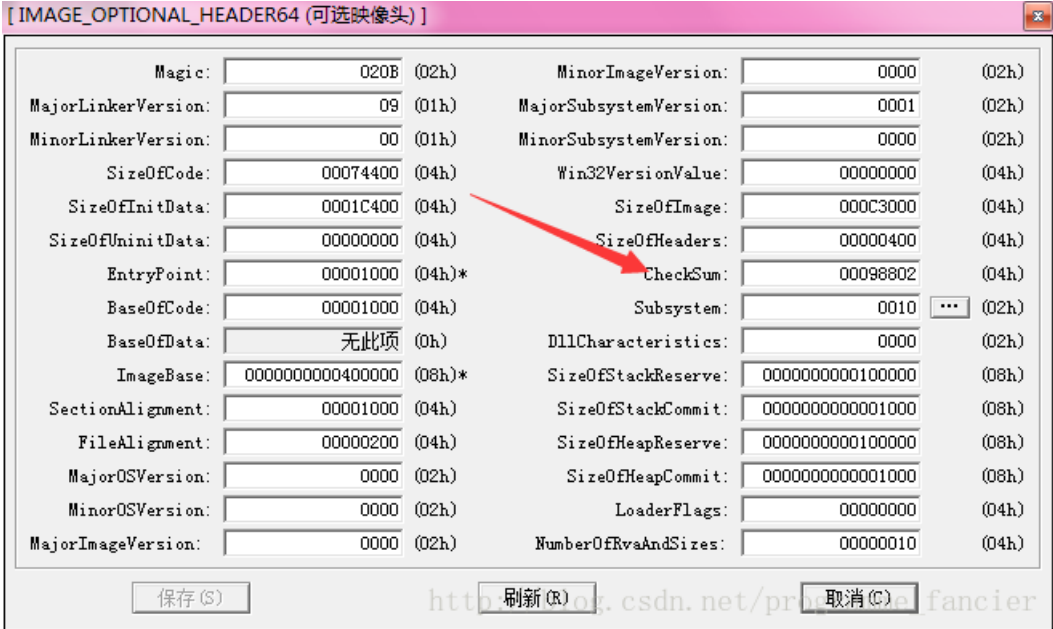 [ IMAGE_OPTIONAL_HEADER64 (可选映像头) ]
Magic: 020B (02h) MinorImageVersion: 0000 (02h)
MajorLinkerVersion: 09 (01h) MajorSubsystemVersion: 0001 (02h)
MinorLinkerVersion: 00 (01h) MinorSubsystemVersion: 0000 (02h)
SizeOfCode: 00074400 (04h) Win32VersionValue: 00000000 (04h)
SizeOfInitData: 0001C400 (04h) SizeOfImage: 000C3000 (04h)
SizeOfUninitData: 00000000 (04h) SizeOfHeaders: 00000400 (04h)
EntryPoint: 00001000 (04h)* CheckSum: 00098802 (04h)
BaseOfCode: 00001000 (04h) Subsystem: 0010 ... (02h)
BaseOfData: 无此项 (0h) DllCharacteristics: 0000 (02h)
ImageBase: 0000000000400000 (08h)* SizeOfStackReserve: 0000000000100000 (08h)
SectionAlignment: 00001000 (04h) SizeOfStackCommit: 0000000000001000 (08h)
FileAlignment: 00000200 (04h) SizeOfHeapReserve: 0000000000100000 (08h)
MajorOSVersion: 0000 (02h) SizeOfHeapCommit: 0000000000001000 (08h)
MinorOSVersion: 0000 (02h) LoaderFlags: 00000000 (04h)
MajorImageVersion: 0000 (02h) NumberOfRvaAndSizes: 00000010 (04h)
保存(S) 刷新(R) 取消(C)